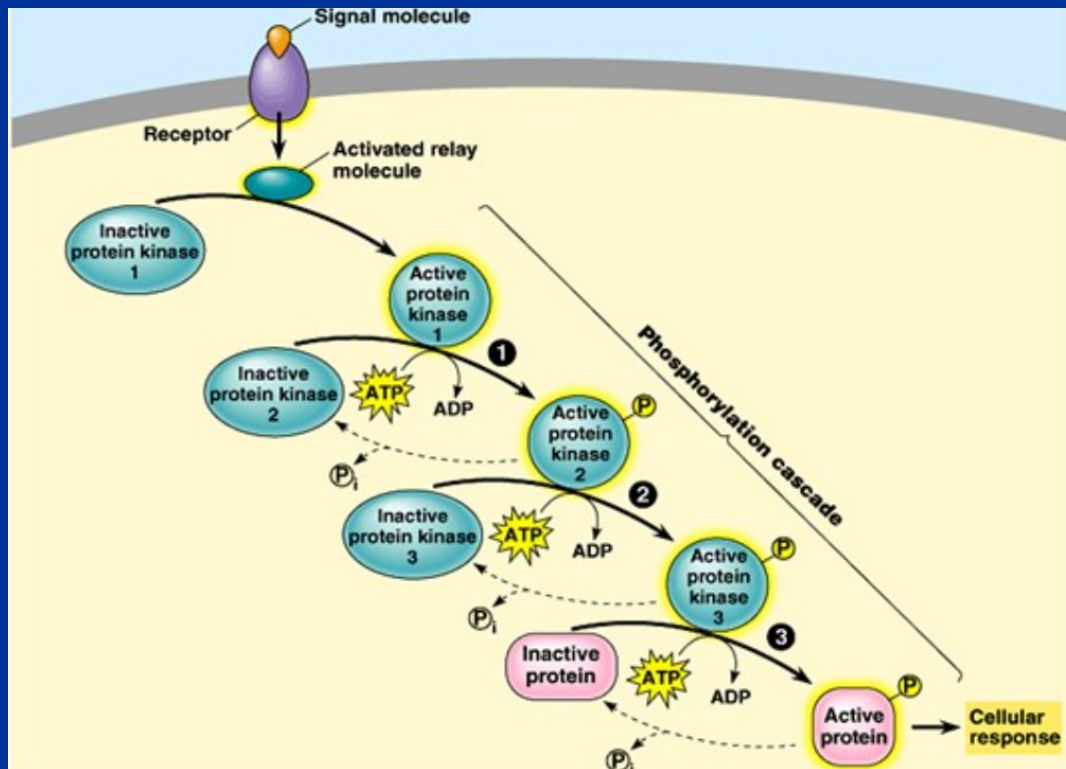 Signal molecule
Receptor
Activated relay
molecule
Inactive
protein kinase
1
Active
protein
kinase
1
Phosphorylation cascade
1
Inactive
protein kinase
2
ATP
ADP
Active
protein
kinase
2
P
Pi
2
Inactive
protein kinase
3
ATP
ADP
Active
protein
kinase
3
P
Pi
3
Inactive
protein
ATP
ADP
Active
protein
P
Cellular
response
Pi